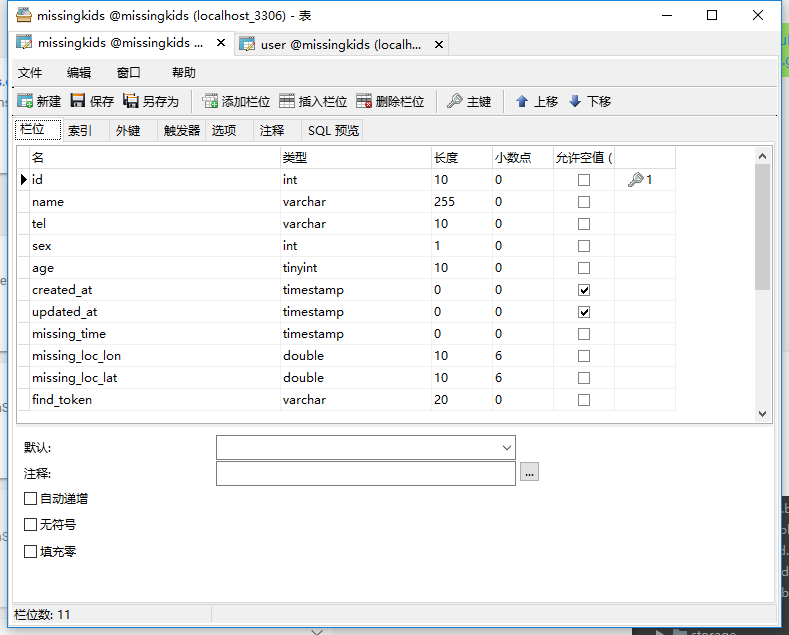 missingkids @missingkids (localhost_3306) - 表
missingkids @missingkids ... user @missingkids (localh...
文件 编辑 窗口 帮助
新建 保存 另存为 添加栏位 插入栏位 删除栏位 主键 上移 下移
栏位 索引 外键 触发器 选项 注释 SQL 预览
名 类型 长度 小数点 允许空值 (
id int 10 0 1
name varchar 255 0
tel varchar 10 0
sex int 1 0
age tinyint 10 0
created_at timestamp 0 0
updated_at timestamp 0 0
missing_time timestamp 0 0
missing_loc_lon double 10 6
missing_loc_lat double 10 6
find_token varchar 20 0
默认:
注释: ...
自动递增
无符号
填充零
栏位数: 11
storage